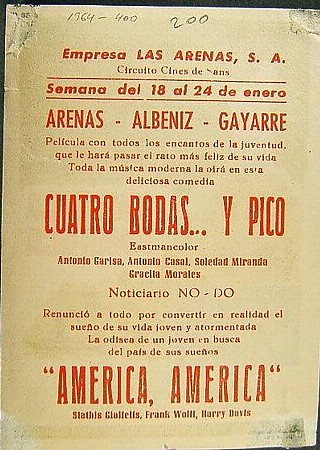 1964-400
200
Empresa LAS ARENAS, S. A.
Circuito Cines de Sans
Semana del 18 al 24 de enero
ARENAS - ALBENIZ - GAYARRE
Película con todos los encantos de la juventud,
que le hará pasar el rato más feliz de su vida
Toda la música moderna la oirá en esta
deliciosa comedia
CUATRO BODAS... Y PICO
Eastmancolor
Antonio Garisa, Antonio Casal, Soledad Miranda
Gracita Morales
Noticiario NO-DO
Renunció a todo por convertir en realidad el
sueño de su vida joven y atormentada
La odisea de un joven en busca
del país de sus sueños
"AMERICA, AMERICA"
Stathis Giallelis, Frank Wolff, Harry Davis